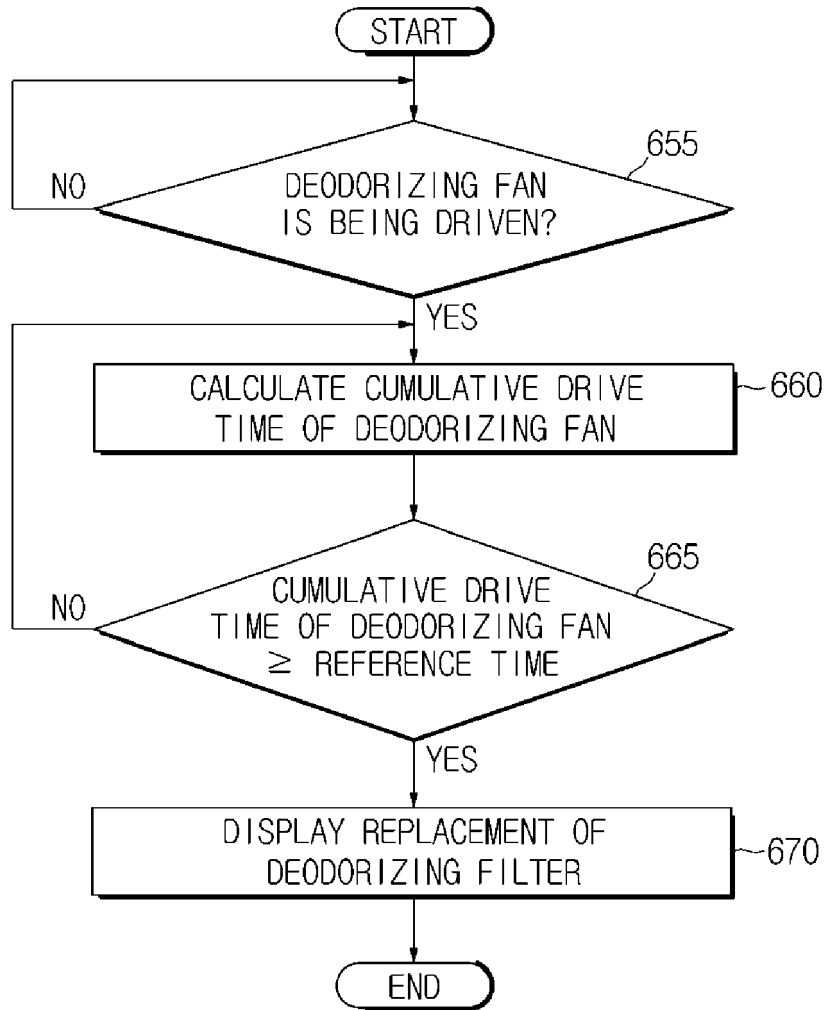 START
655
DEODORIZING FAN
IS BEING DRIVEN?
NO
YES
CALCULATE CUMULATIVE DRIVE
TIME OF DEODORIZING FAN
660
665
CUMULATIVE DRIVE
TIME OF DEODORIZING FAN
≥ REFERENCE TIME
NO
YES
DISPLAY REPLACEMENT OF
DEODORIZING FILTER
670
END